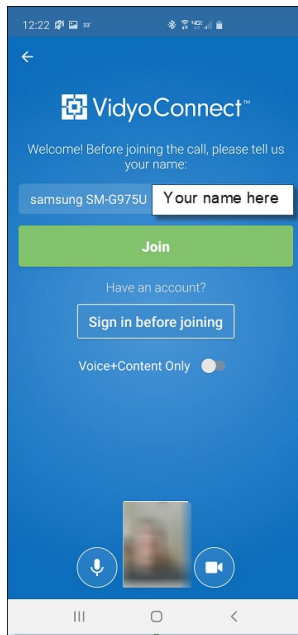 12:22 33°
←
VidyoConnect™
Welcome! Before joining the call, please tell us
your name:
samsung SM-G975U Your name here
Join
Have an account?
Sign in before joining
Voice+Content Only